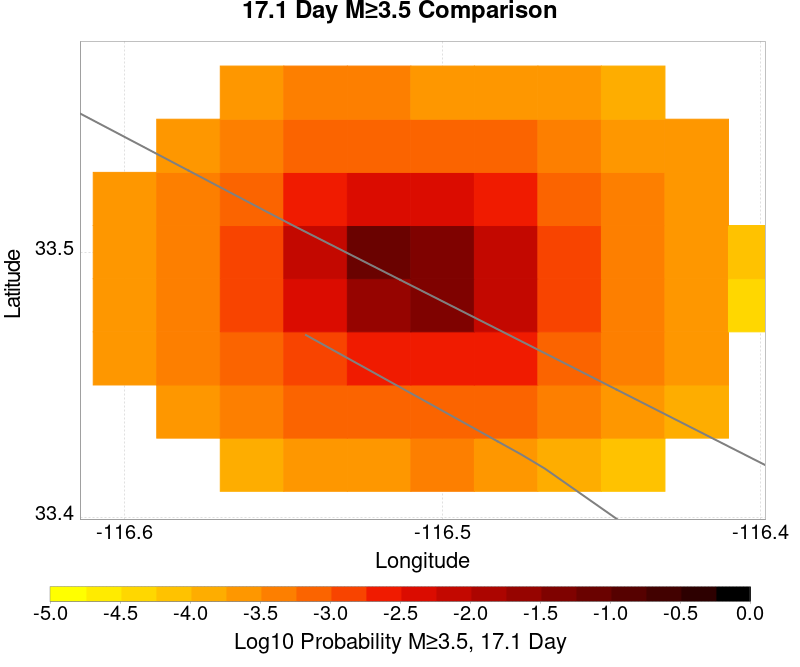 17.1 Day M≥3.5 Comparison
Latitude
33.5
33.4
-116.6 -116.5 -116.4
Longitude
-5.0 -4.5 -4.0 -3.5 -3.0 -2.5 -2.0 -1.5 -1.0 -0.5 0.0
Log10 Probability M≥3.5, 17.1 Day